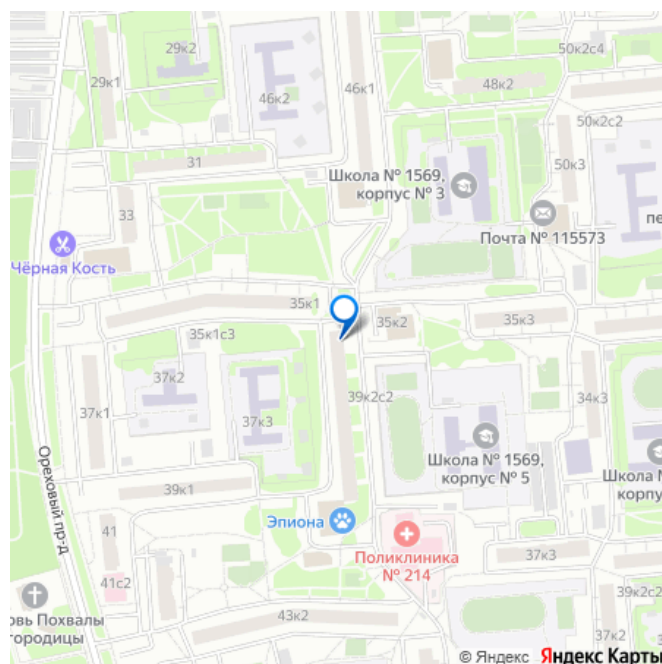 29к2
50к2с4
29к1
46к2
46к1
48к2
50к2с2
31
Школа № 1569,
корпус № 3
50к3
33
Почта № 115573
пе
Чёрная Кость
35к1
35к2
35к3
35к1с3
37к2
39к2с2
34к3
37к1
37к3
Ореховый пр-д
Школа № 1569,
корпус № 5
Школа №
корпу
39к1
Эпиона
41
Поликлиника
№ 214
37к3
41с2
39к2с2
43к2
овь Похвалы
городицы
37к2
© Яндекс Яндекс Карты